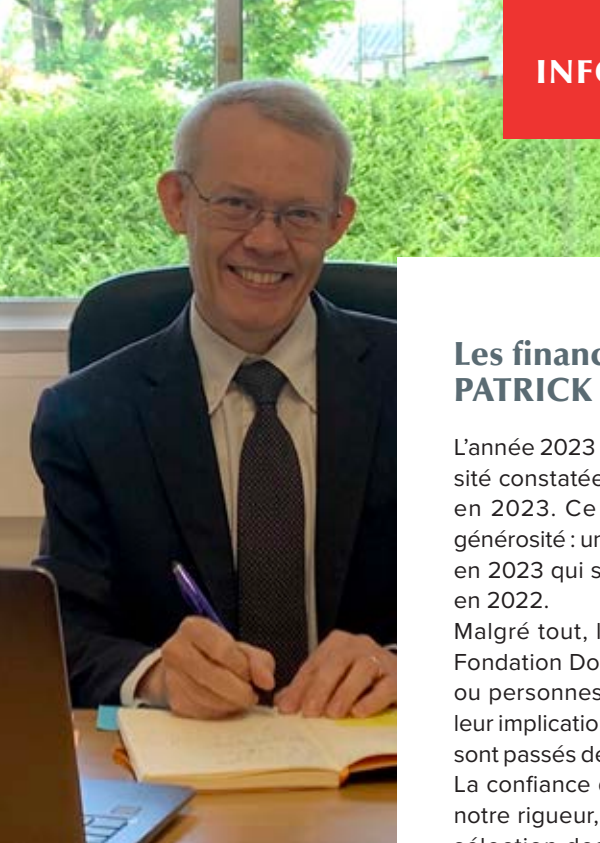 INFO
Les financ
PATRICK
L’année 2023
sité constatée
en 2023. Ce
générosité : un
en 2023 qui s
en 2022.
Malgré tout, l
Fondation Do
ou personnes
leur implicatio
sont passés de
La confiance
notre rigueur,